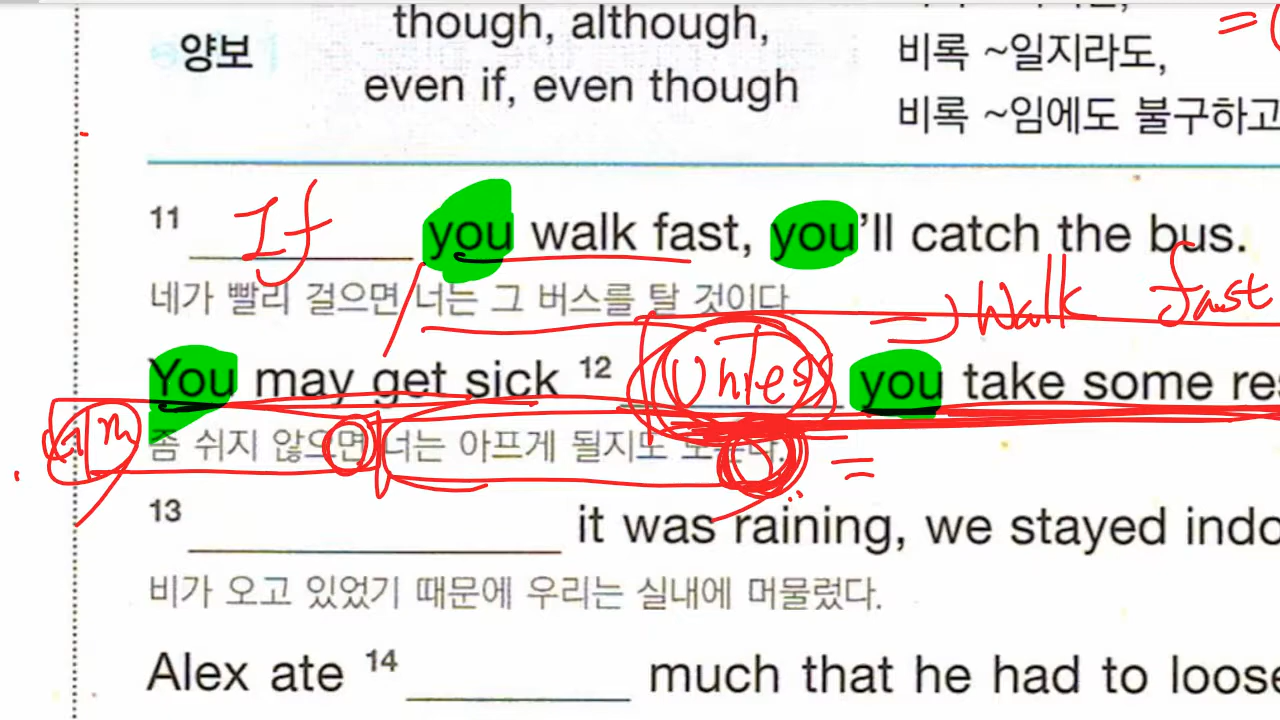 though, although,
양보
비록 ~일지라도,
even if, even though
비록 ~임에도 불구하고
11 If you walk fast, you'll catch the bus.
네가 빨리 걸으면 너는 그 버스를 탈 것이다.
= Walk fast
You may get sick 12 Unless you take some
좀 쉬지 않으면 너는 아프게 될지도
=
13 it was raining, we stayed
비가 오고 있었기 때문에 우리는 실내에 머물렀다.
Alex ate 14 much that he had to